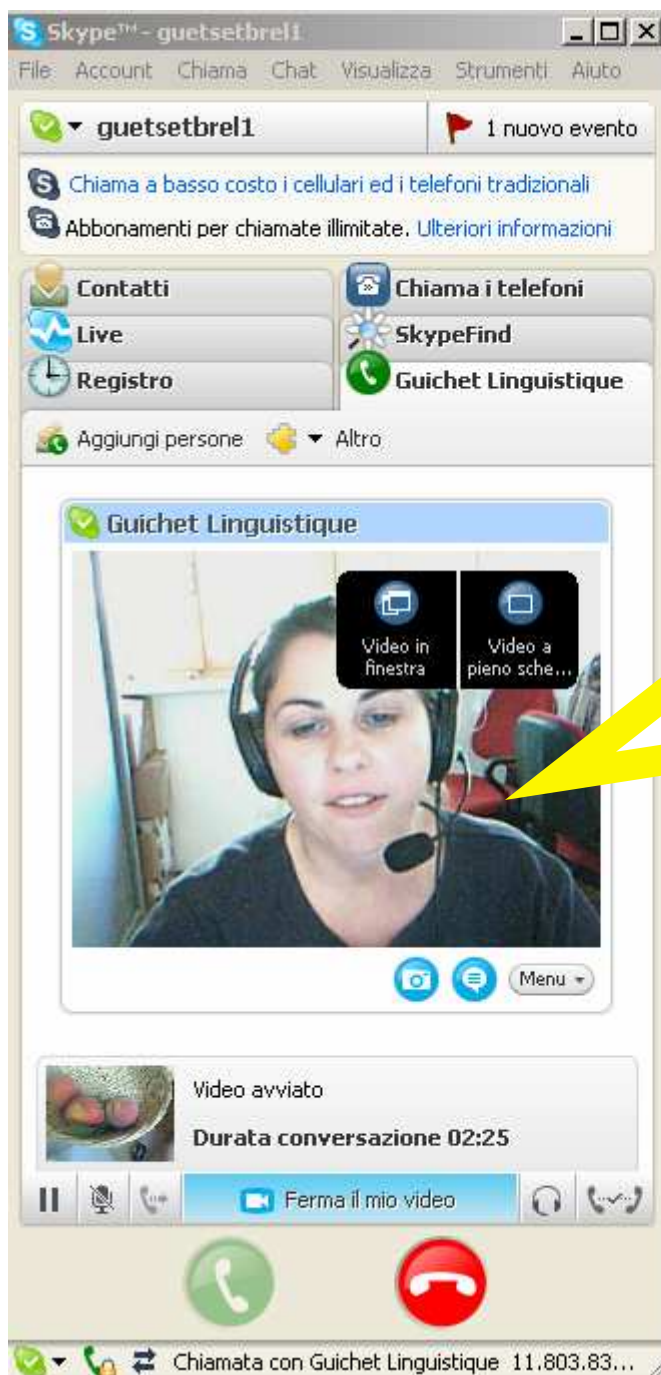 Skype™ - guetsetbrel1
File Account Chiama Chat Visualizza Strumenti Aiuto
guetsetbrel1 1 nuovo evento
Chiama a basso costo i cellulari ed i telefoni tradizionali
Abbonamenti per chiamate illimitate. Ulteriori informazioni
Contatti Chiama i telefoni
Live SkypeFind
Registro Guichet Linguistique
Aggiungi persone Altro
Guichet Linguistique
Video in finestra
Video a pieno sche...
Menu
Video avviato
Durata conversazione 02:25
Ferma il mio video
Chiamata con Guichet Linguistique 11.803.83...